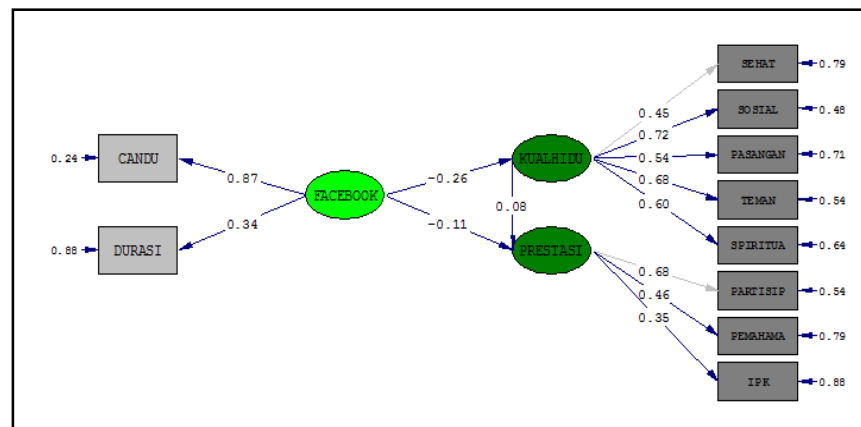 SEHAT
0.79
SOSIAL
0.48
0.45
0.72
0.24
CANDU
KUALHIDU
0.54
PASANGAN
0.71
-0.26
0.68
0.87
TEMAN
0.54
FACEBOOK
0.60
0.08
0.34
-0.11
SPIRITUA
0.64
0.88
DURASI
PRESTASI
0.68
PARTISIP
0.54
0.46
0.35
PEMAHAMA
0.79
IPK
0.88